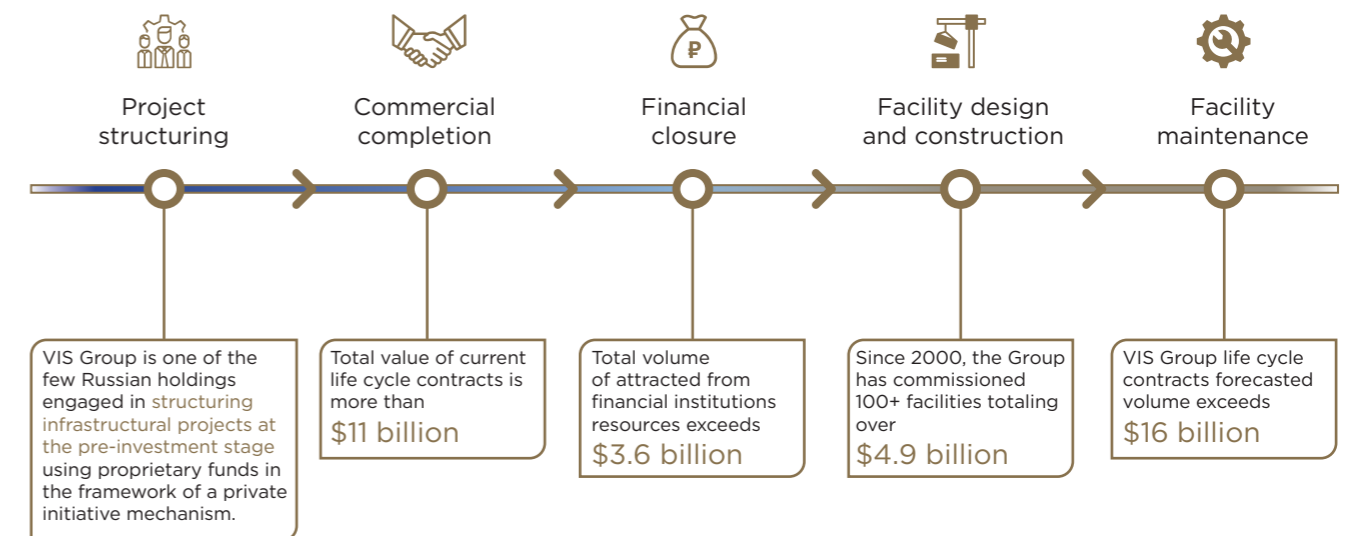 ₽
Project
structuring
Commercial
completion
Financial
closure
Facility design
and construction
Facility
maintenance
VIS Group is one of the
few Russian holdings
engaged in structuring
infrastructural projects at
the pre-investment stage
using proprietary funds in
the framework of a private
initiative mechanism.
Total value of current
life cycle contracts is
more than
$11 billion
Total volume
of attracted from
financial institutions
resources exceeds
$3.6 billion
Since 2000, the Group
has commissioned
100+ facilities totaling
over
$4.9 billion
VIS Group life cycle
contracts forecasted
volume exceeds
$16 billion